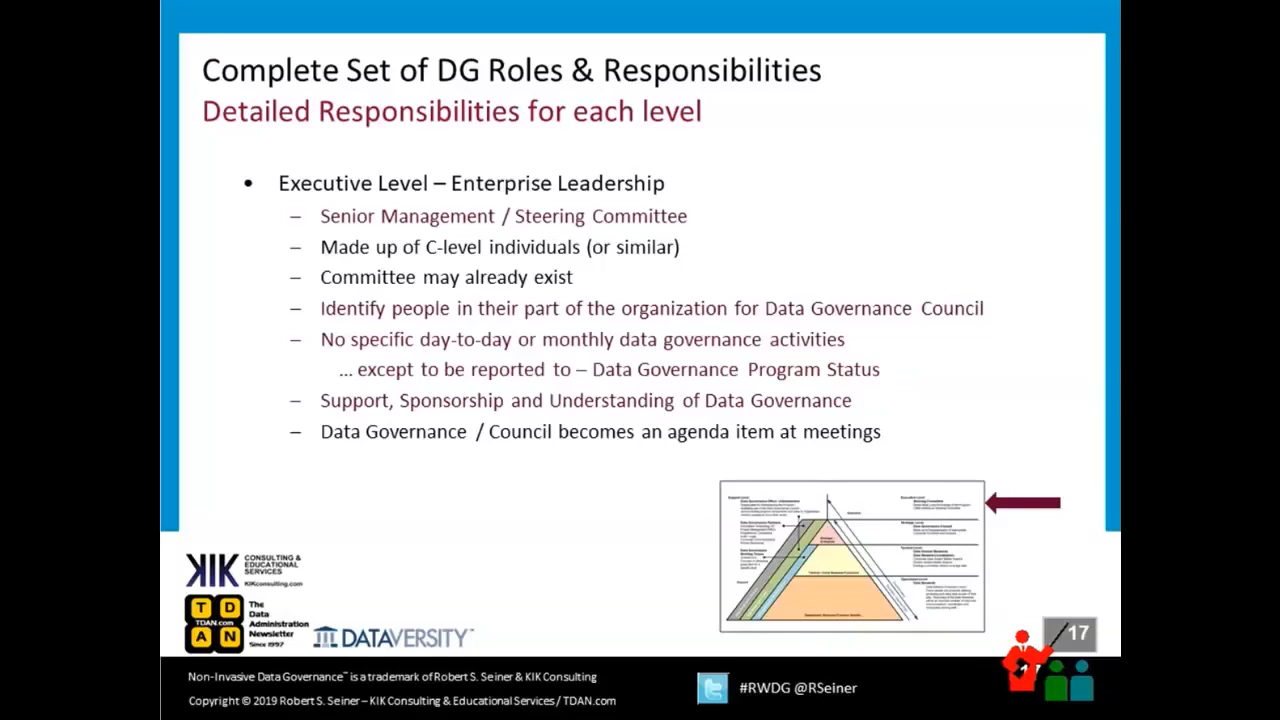 Complete Set of DG Roles & Responsibilities
Detailed Responsibilities for each level
• Executive Level – Enterprise Leadership
– Senior Management / Steering Committee
– Made up of C-level individuals (or similar)
– Committee may already exist
– Identify people in their part of the organization for Data Governance Council
– No specific day-to-day or monthly data governance activities
... except to be reported to – Data Governance Program Status
– Support, Sponsorship and Understanding of Data Governance
– Data Governance / Council becomes an agenda item at meetings
KIK CONSULTING &
EDUCATIONAL
SERVICES
KIKconsulting.com
T D
TDAN.com
A N
The
Data
Administration
Newsletter
Since 1997
DATAVERSITY™
17
Non-Invasive Data Governance™ is a trademark of Robert S. Seiner & KIK Consulting
Copyright © 2019 Robert S. Seiner – KIK Consulting & Educational Services / TDAN.com
#RWDG @RSeiner